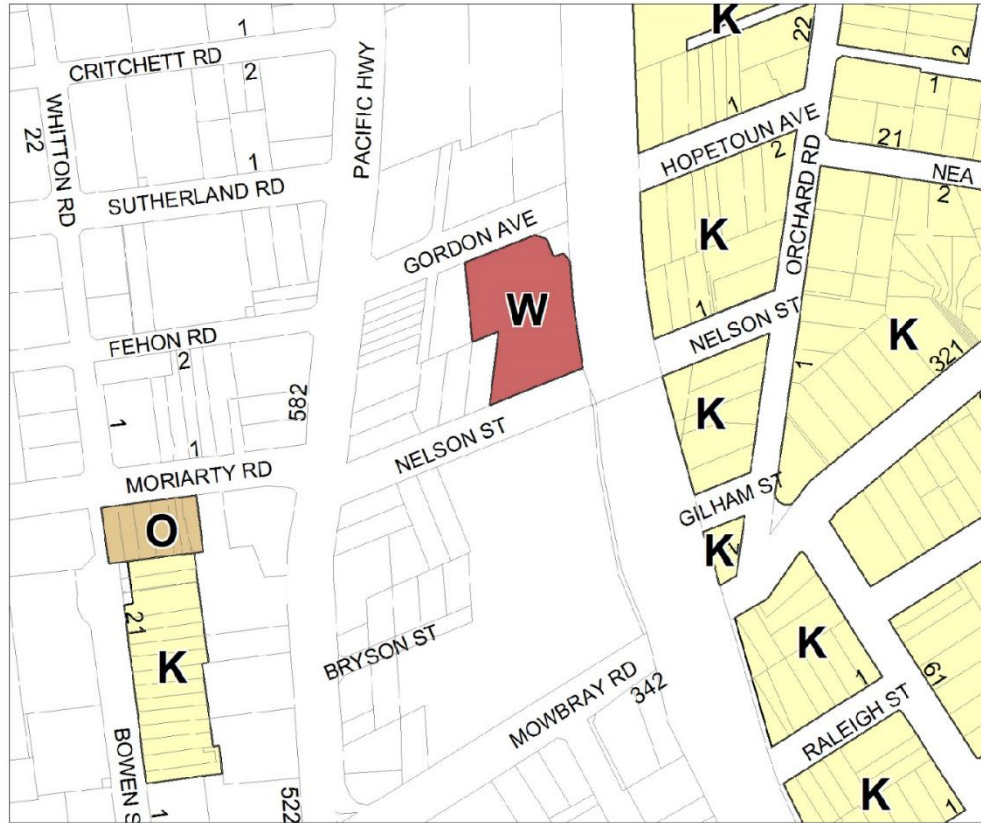 K
1
22
CRITCHETT RD
2
2
PACIFIC HWY
1
1
WHITTON RD
22
HOPETOUN AVE
21
1
2
NEA
SUTHERLAND RD
2
ORCHARD RD
GORDON AVE
K
W
1
NELSON ST
FEHON RD
K
2
321
582
1
1
K
1
NELSON ST
MORIARTY RD
GILHAM ST
O
K
1
21
K
BRYSON ST
K
342
1
61
MOWBRAY RD
RALEIGH ST
BOWEN S
K
1
522
1